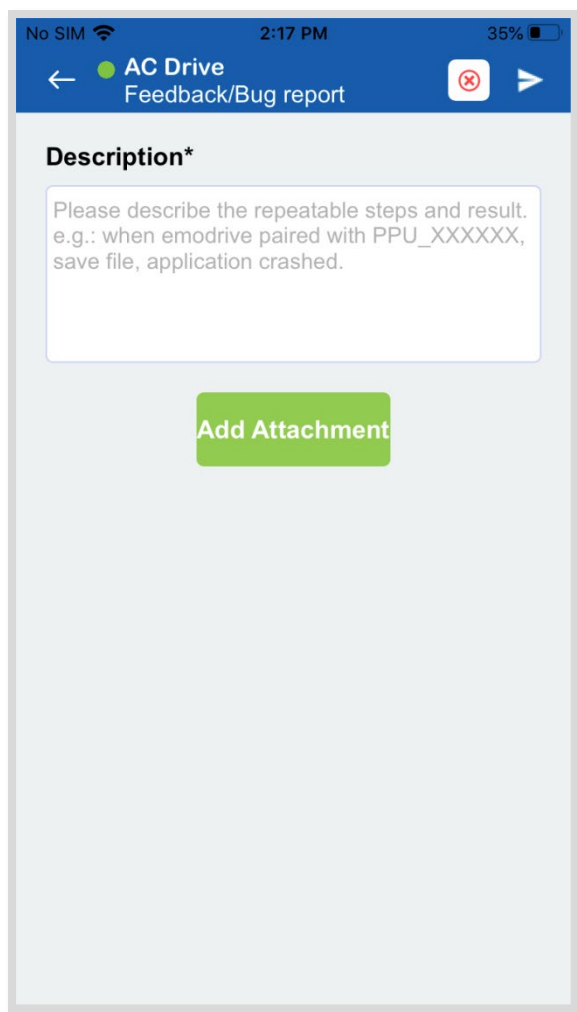 No SIM 2:17 PM 35%
AC Drive
Feedback/Bug report
Description*
Please describe the repeatable steps and result.
e.g.: when emodrive paired with PPU_XXXXXX,
save file, application crashed.
Add Attachment